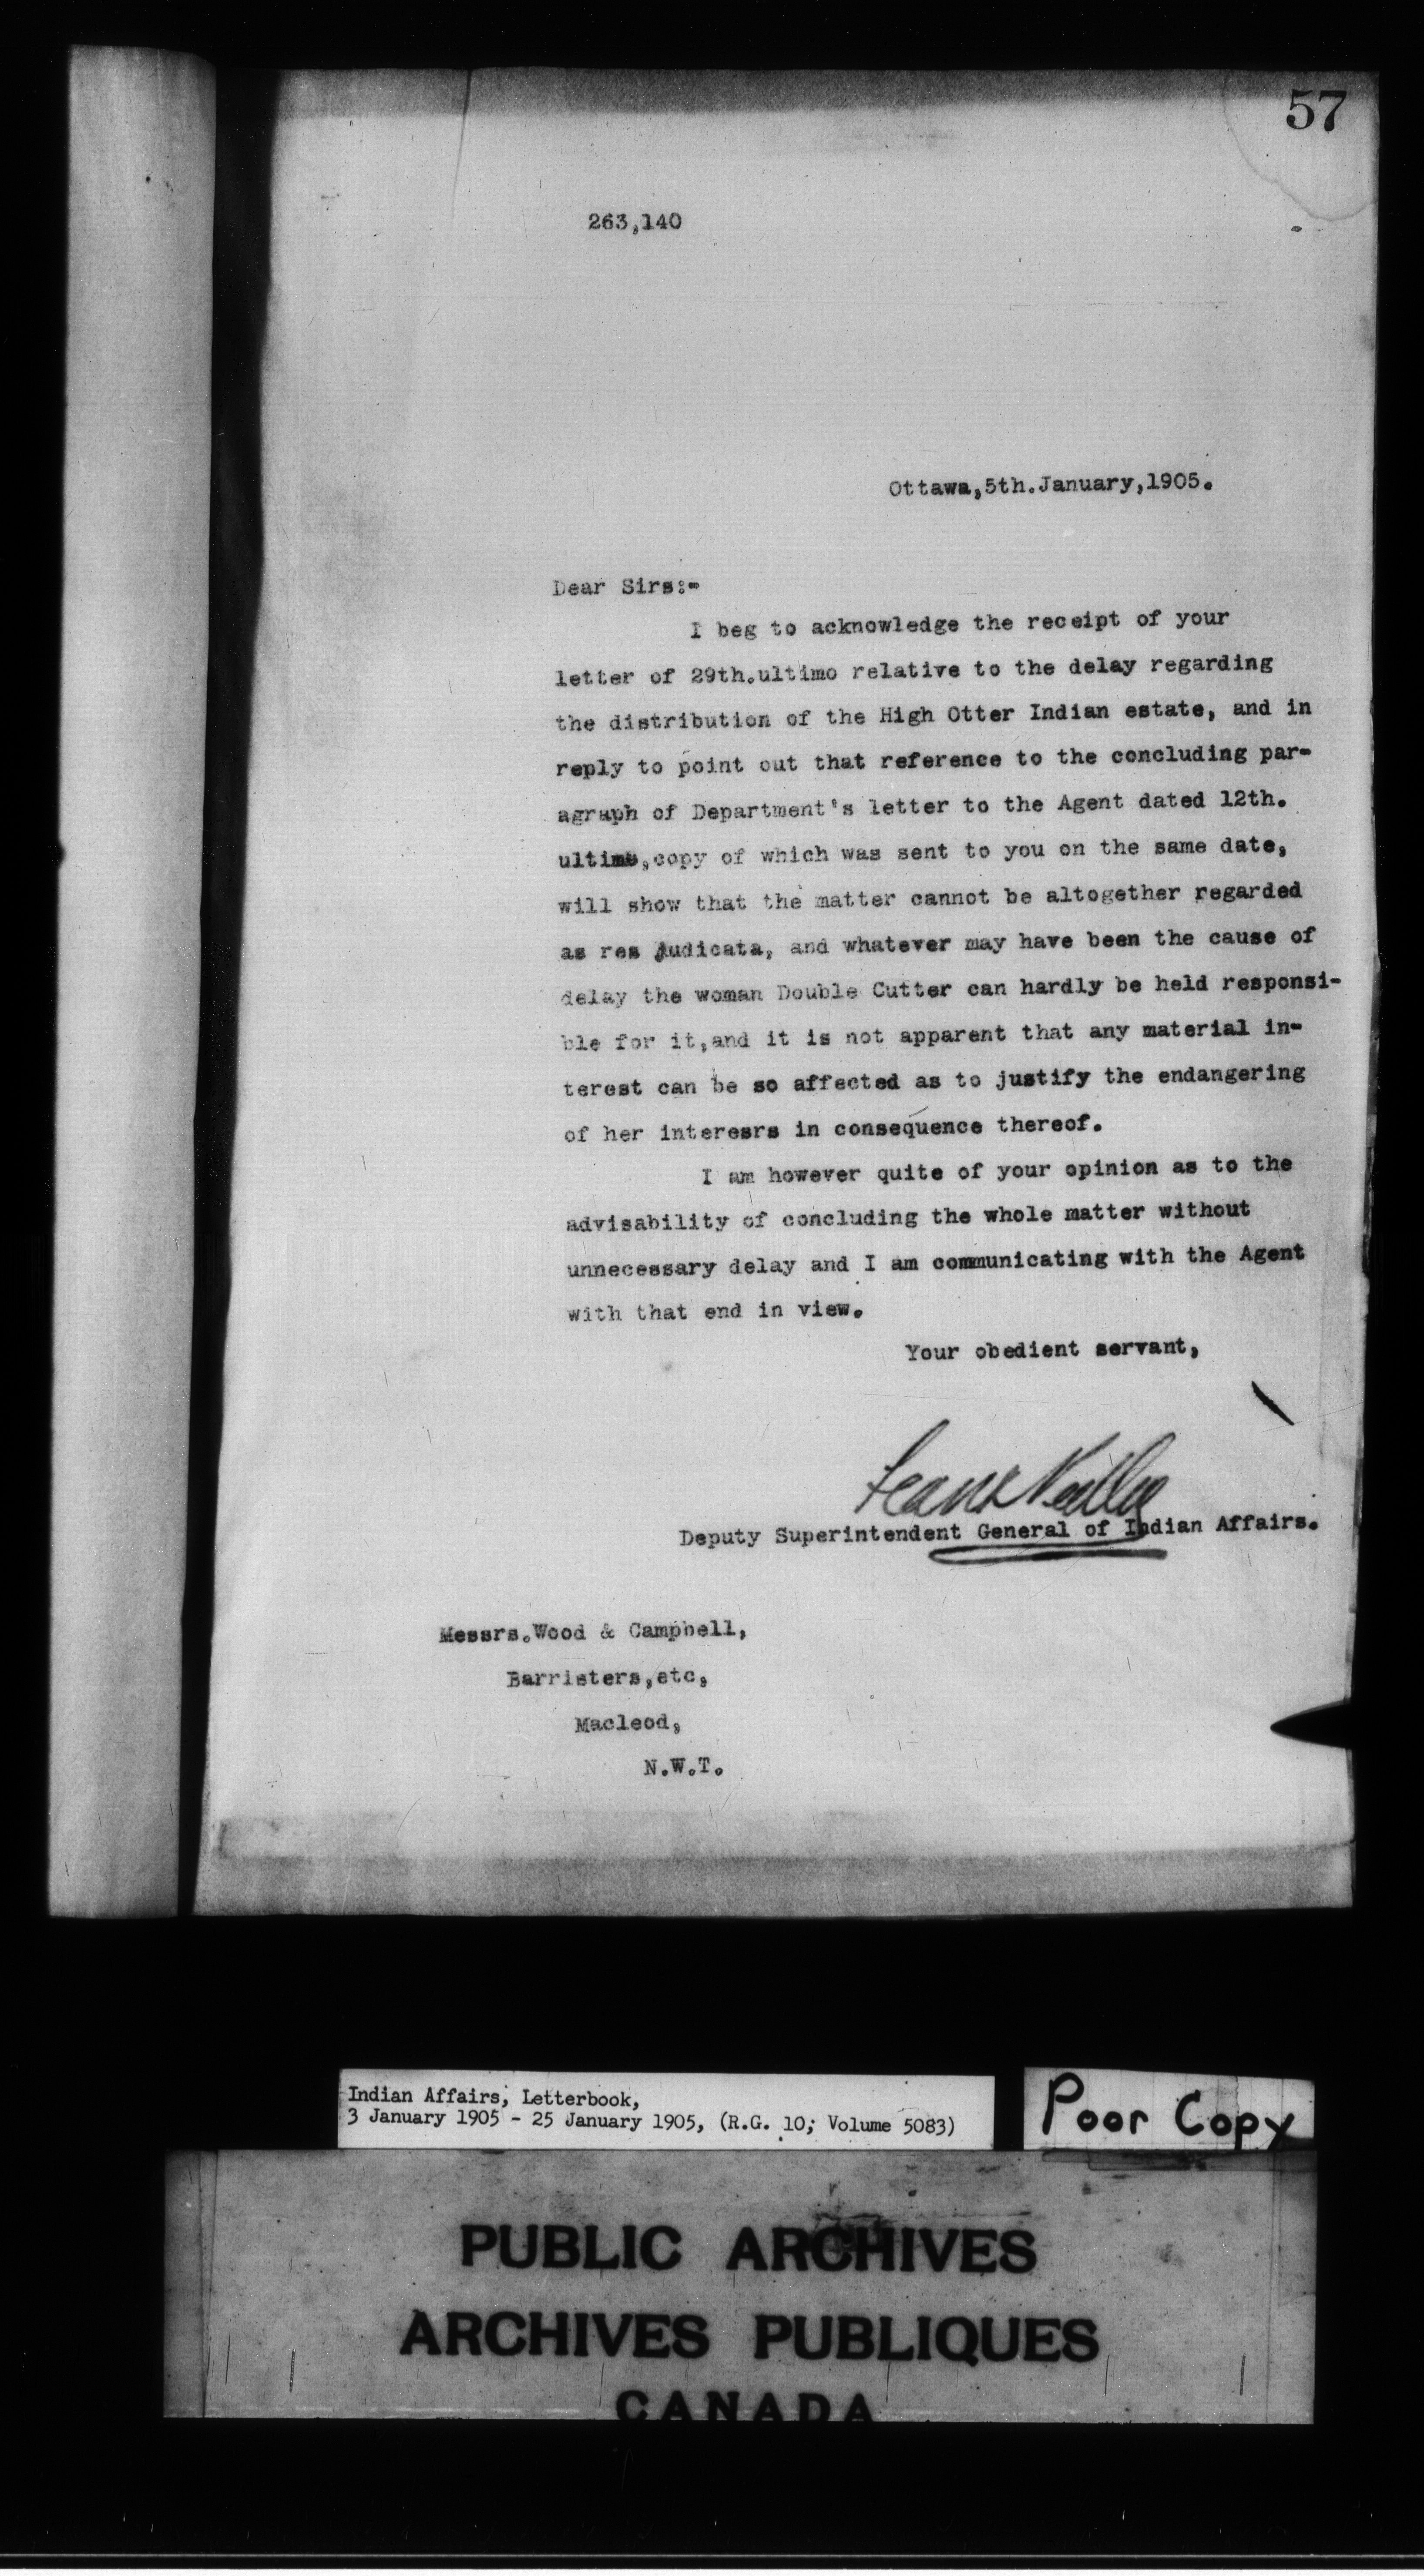 57
263,140
Ottawa,5th.January,1905.
Dear Sirs:-
I beg to acknowledge the receipt of your
letter of 29th.ultimo relative to the delay regarding
the distribution of the High Otter Indian estate, and in
reply to point out that reference to the concluding par-
agraph of Department's letter to the Agent dated 12th.
ultimo,copy of which was sent to you on the same date,
will show that the matter cannot be altogether regarded
as res judicata, and whatever may have been the cause of
delay the woman Double Cutter can hardly be held responsi-
ble for it,and it is not apparent that any material in-
terest can be so affected as to justify the endangering
of her interesrs in consequence thereof.
I am however quite of your opinion as to the
advisability of concluding the whole matter without
unnecessary delay and I am communicating with the Agent
with that end in view.
Your obedient servant,
Frank Pedley
Deputy Superintendent General of Indian Affairs.
Messrs.Wood & Campbell,
Barristers,etc,
Macleod,
N.W.T.
Indian Affairs, Letterbook,
3 January 1905 - 25 January 1905, (R.G. 10; Volume 5083)
Poor Copy
PUBLIC ARCHIVES
ARCHIVES PUBLIQUES
CANADA